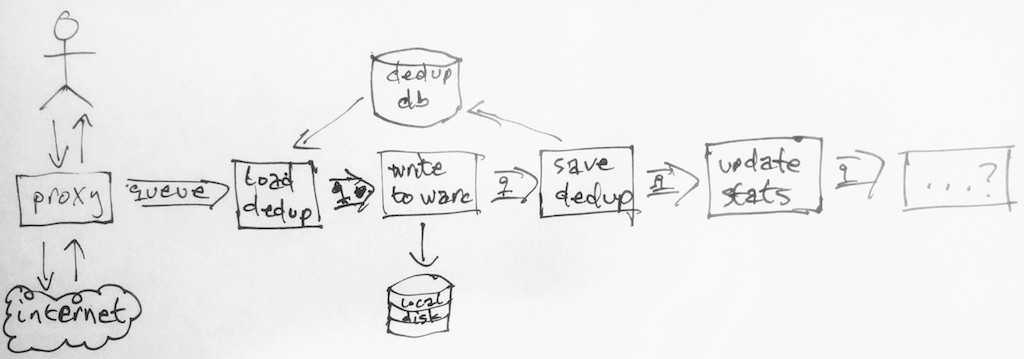 dedup
db
proxy
queue
load
dedup
q
write
to warc
q
save
dedup
q
update
stats
q
...?
local
disk
internet